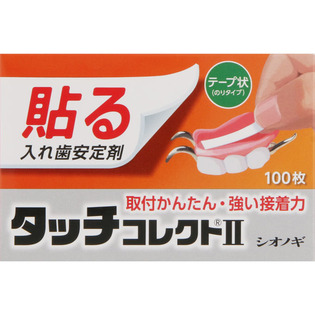 テープ状
(のりタイプ)
貼る
入れ歯安定剤
100枚
取付かんたん・強い接着力
タッチコレクト®II
シオノギ